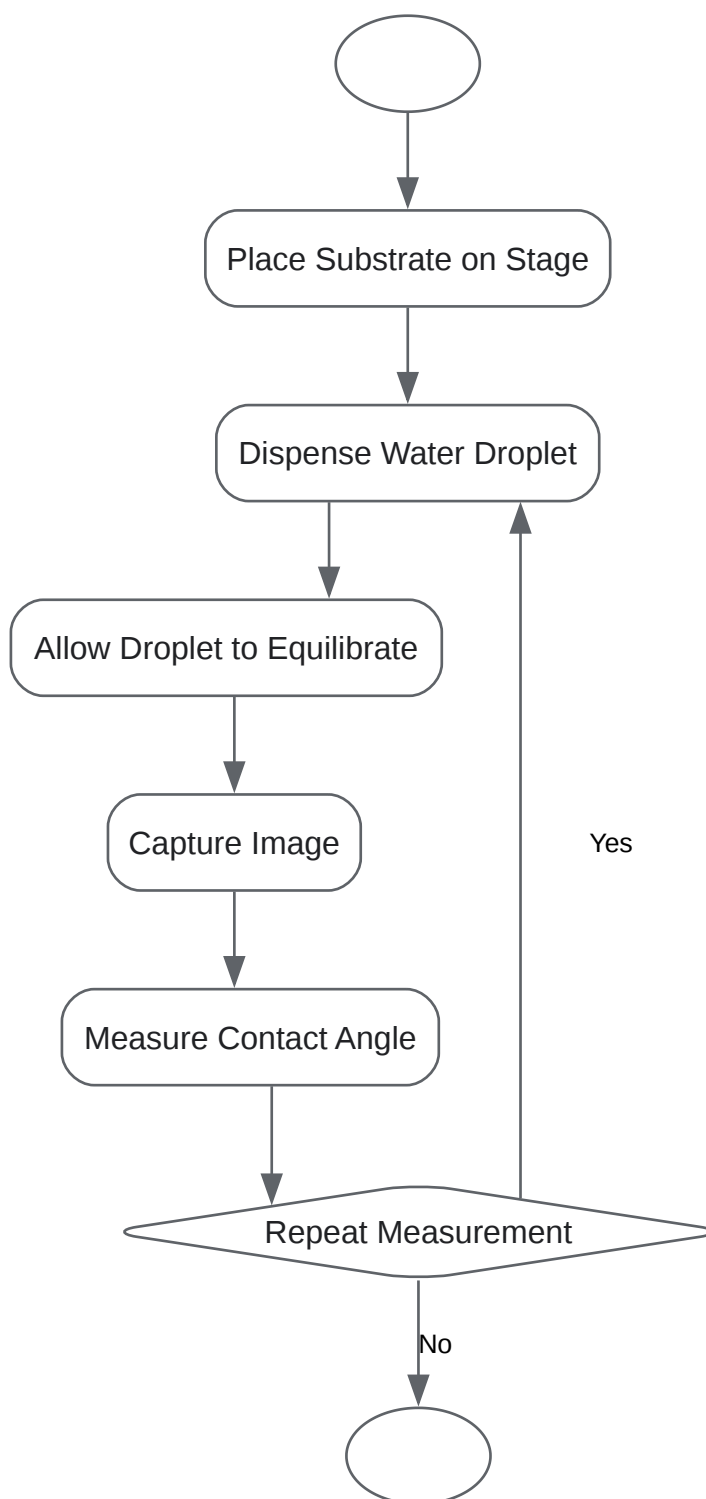 Place Substrate on Stage
Dispense Water Droplet
Allow Droplet to Equilibrate
Capture Image
Yes
Measure Contact Angle
Repeat Measurement
No